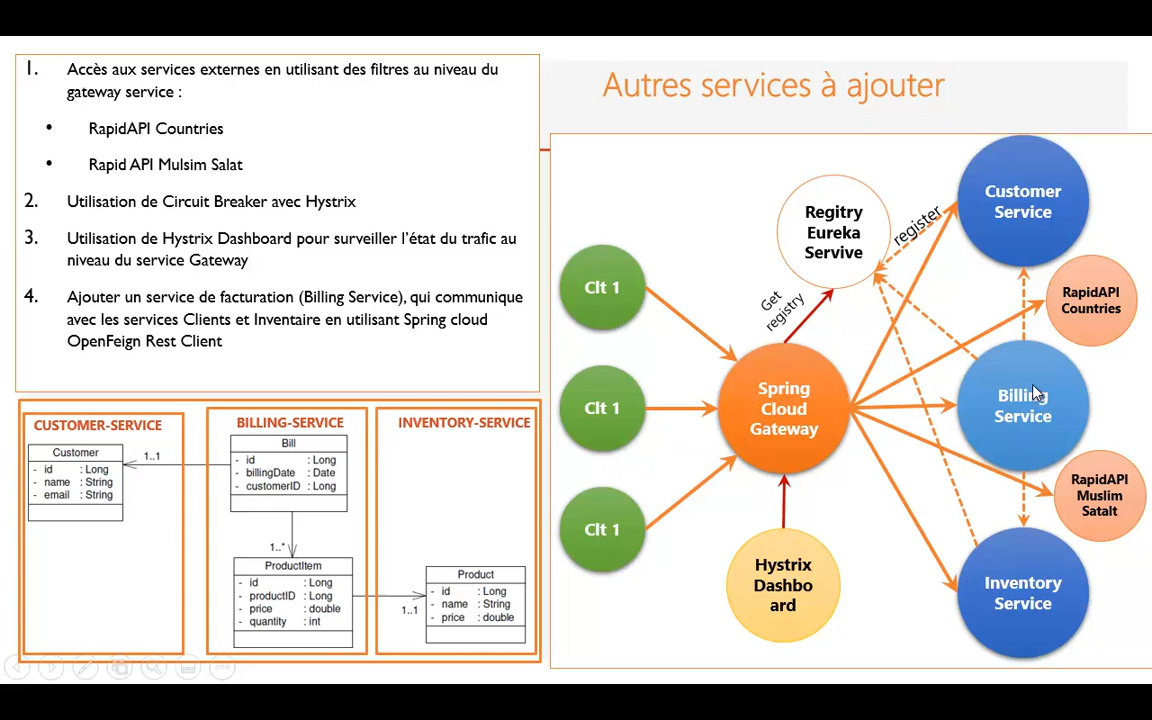 Autres services à ajouter
1. Accès aux services externes en utilisant des filtres au niveau du
gateway service :
• RapidAPI Countries
• Rapid API Mulsim Salat
2. Utilisation de Circuit Breaker avec Hystrix
3. Utilisation de Hystrix Dashboard pour surveiller l’état du trafic au
niveau du service Gateway
4. Ajouter un service de facturation (Billing Service), qui communique
avec les services Clients et Inventaire en utilisant Spring cloud
OpenFeign Rest Client
CUSTOMER-SERVICE
Customer
- id : Long
- name : String
- email : String
1..1
BILLING-SERVICE
Bill
- id : Long
- billingDate : Date
- customerID : Long
1..*
ProductItem
- id : Long
- productID : Long
- price : double
- quantity : int
1..1
INVENTORY-SERVICE
Product
- id : Long
- name : String
- price : double
Clt 1
Clt 1
Clt 1
Regitry
Eureka
Servive
Get
registry
register
Spring
Cloud
Gateway
Hystrix
Dashbo
ard
Customer
Service
RapidAPI
Countries
Billing
Service
RapidAPI
Muslim
Satalt
Inventory
Service